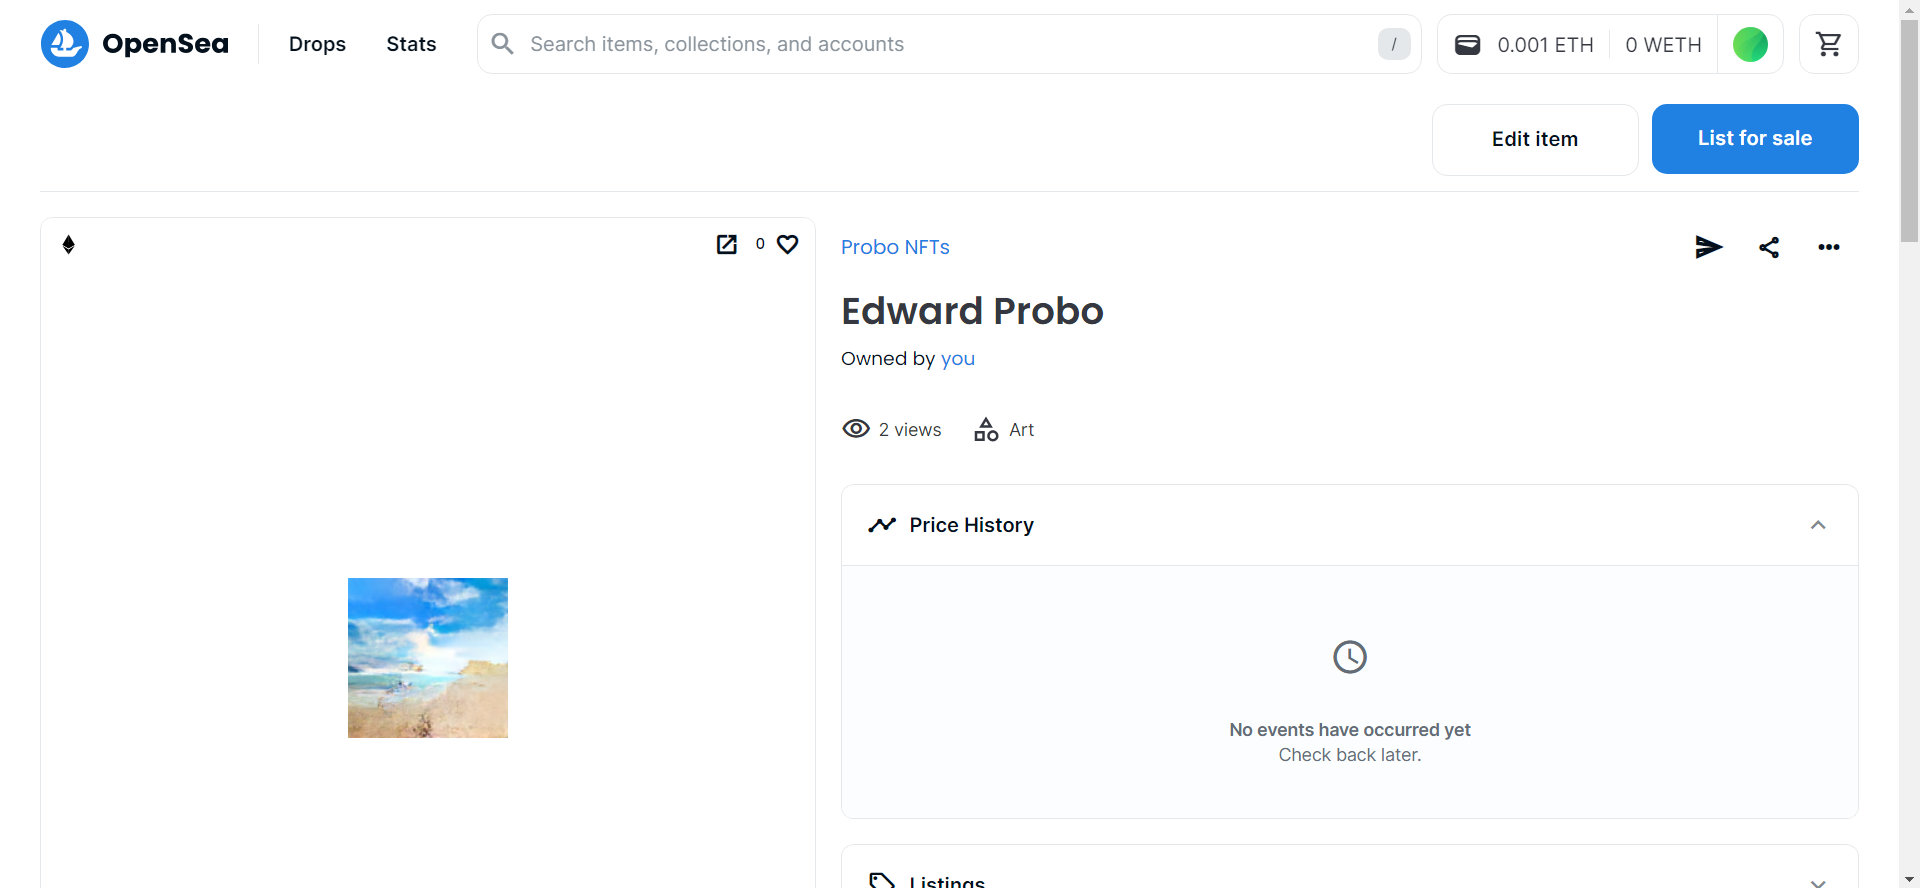 OpenSea
Drops
Stats
Search items, collections, and accounts
/
0.001 ETH
0 WETH
Edit item
List for sale
0
Probo NFTs
Edward Probo
Owned by you
2 views
Art
Price History
No events have occurred yet
Check back later.
Listings